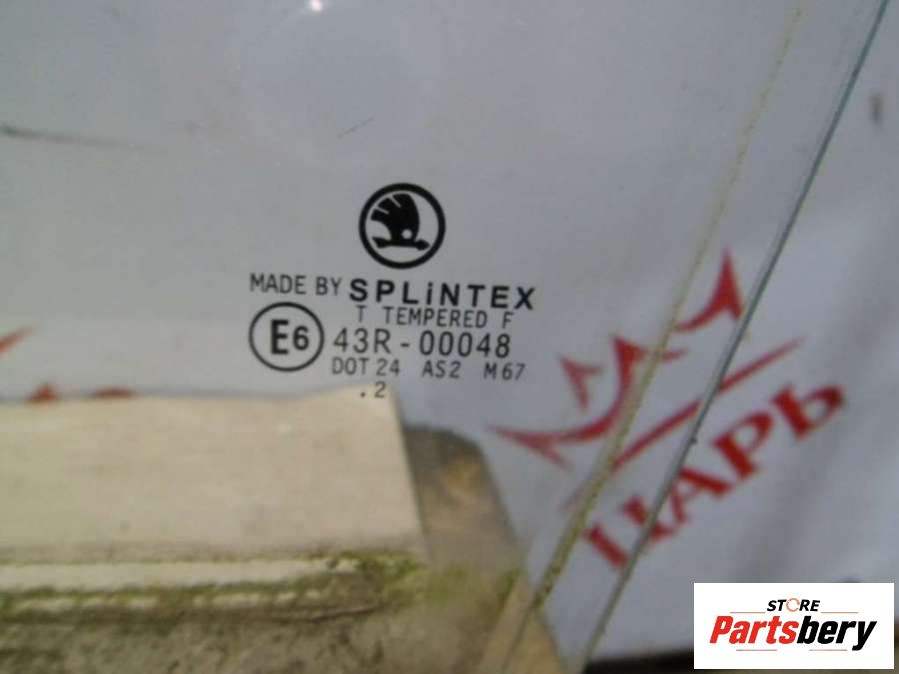 MADE BY SPLiNTEX
T TEMPERED F
E6 43R - 00048
DOT 24 AS2 M67
.2
ЦАРЬ
STORE
Partsbery